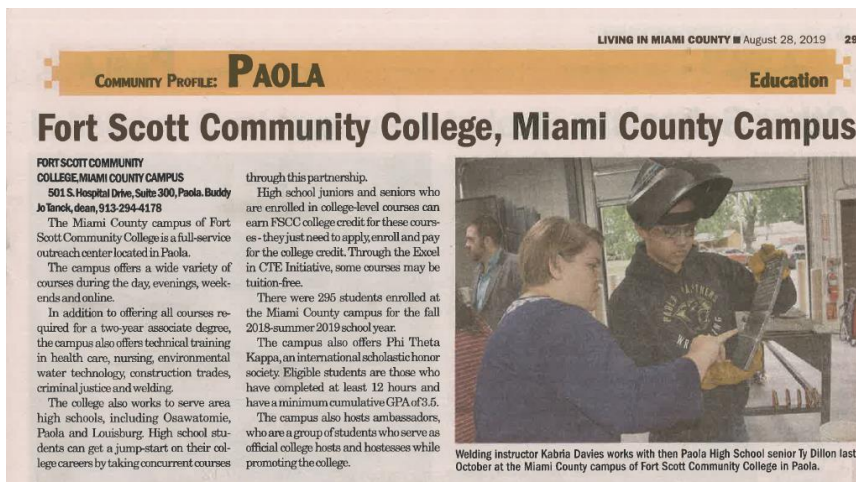 LIVING IN MIAMI COUNTY ■ August 28, 2019 29
COMMUNITY PROFILE: PAOLA
Education
Fort Scott Community College, Miami County Campus
FORT SCOTT COMMUNITY
COLLEGE, MIAMI COUNTY CAMPUS
501 S. Hospital Drive, Suite 300, Paola. Buddy
Jo Tanck, dean, 913-294-4178
The Miami County campus of Fort
Scott Community College is a full-service
outreach center located in Paola.
The campus offers a wide variety of
courses during the day, evenings, week-
ends and online.
In addition to offering all courses re-
quired for a two-year associate degree,
the campus also offers technical training
in health care, nursing, environmental
water technology, construction trades,
criminal justice and welding.
The college also works to serve area
high schools, including Osawatomie,
Paola and Louisburg. High school stu-
dents can get a jump-start on their col-
lege careers by taking concurrent courses
through this partnership.
High school juniors and seniors who
are enrolled in college-level courses can
earn FSCC college credit for these cours-
es - they just need to apply, enroll and pay
for the college credit. Through the Excel
in CTE Initiative, some courses may be
tuition-free.
There were 295 students enrolled at
the Miami County campus for the fall
2018-summer 2019 school year.
The campus also offers Phi Theta
Kappa, an international scholastic honor
society. Eligible students are those who
have completed at least 12 hours and
have a minimum cumulative GPA of 3.5.
The campus also hosts ambassadors,
who are a group of students who serve as
official college hosts and hostesses while
promoting the college.
PAOLA PANTHERS
WRESTLING
Welding instructor Kabria Davies works with then Paola High School senior Ty Dillon last
October at the Miami County campus of Fort Scott Community College in Paola.